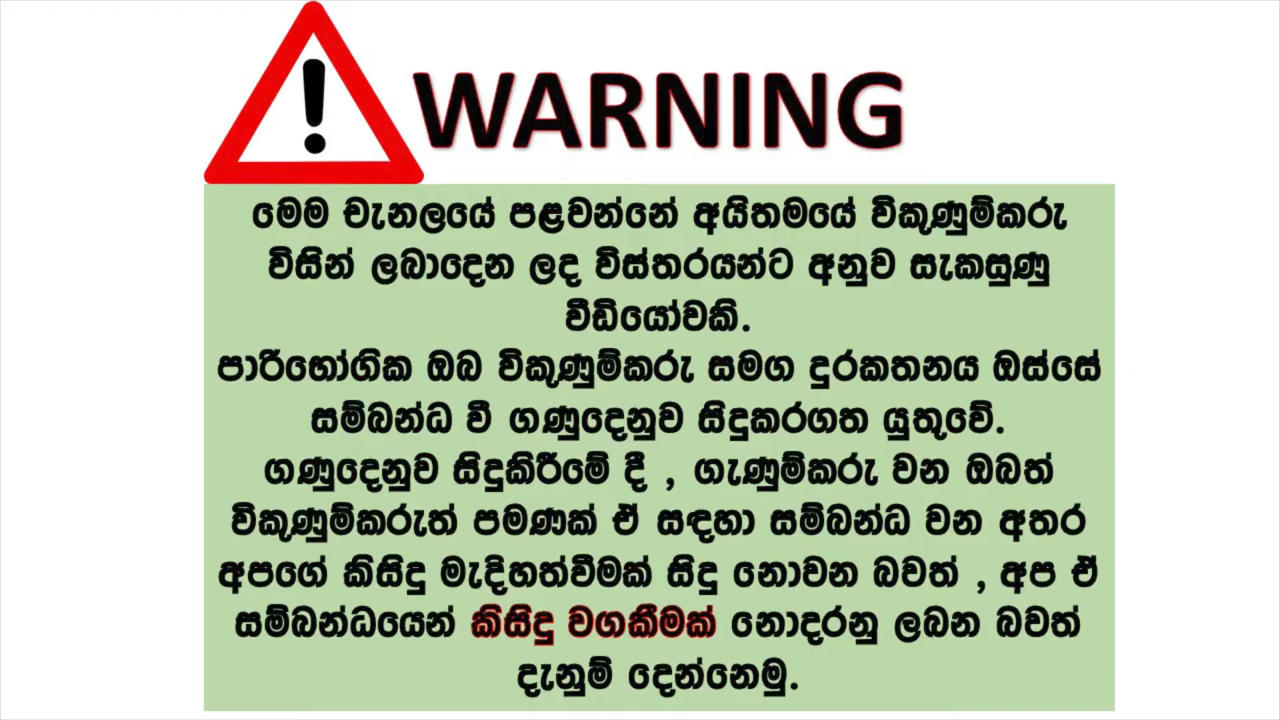 WARNING
මෙම චැනලයේ පළවන්නේ අයිතමයේ විකුණුම්කරු
විසින් ලබාදෙන ලද විස්තරයන්ට අනුව සැකසුණු
වීඩියෝවකි.
පාරිභෝගික ඔබ විකුණුම්කරු සමග දුරකතනය ඔස්සේ
සම්බන්ධ වී ගණුදෙනුව සිදුකරගත යුතුවේ.
ගණුදෙනුව සිදුකිරීමේ දී , ගැණුම්කරු වන ඔබත්
විකුණුම්කරුත් පමණක් ඒ සඳහා සම්බන්ධ වන අතර
අපගේ කිසිදු මැදිහත්වීමක් සිදු නොවන බවත් , අප ඒ
සම්බන්ධයෙන් කිසිදු වගකීමක් නොදරනු ලබන බවත්
දැනුම් දෙන්නෙමු.